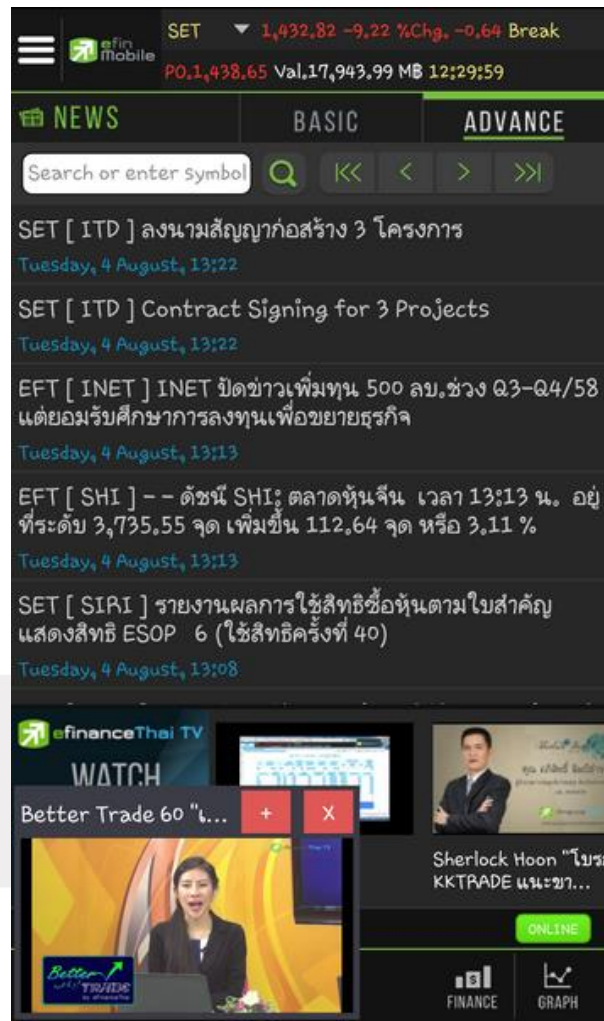 efin Mobile
SET ▼ 1,432.82 -9.22 %Chg. -0.64 Break
PO.1,438.65 Val.17,943.99 M฿ 12:29:59
NEWS BASIC ADVANCE
Search or enter symbol |<< < > >>|
SET [ ITD ] ลงนามสัญญาก่อสร้าง 3 โครงการ
Tuesday, 4 August, 13:22
SET [ ITD ] Contract Signing for 3 Projects
Tuesday, 4 August, 13:22
EFT [ INET ] INET ปัดข่าวเพิ่มทุน 500 ลบ.ช่วง Q3-Q4/58
แต่ยอมรับศึกษาการลงทุนเพื่อขยายธุรกิจ
Tuesday, 4 August, 13:13
EFT [ SHI ] -- ดัชนี SHI: ตลาดหุ้นจีน เวลา 13:13 น. อยู่
ที่ระดับ 3,735.55 จุด เพิ่มขึ้น 112.64 จุด หรือ 3.11 %
Tuesday, 4 August, 13:13
SET [ SIRI ] รายงานผลการใช้สิทธิซื้อหุ้นตามใบสำคัญ
แสดงสิทธิ ESOP 6 (ใช้สิทธิครั้งที่ 40)
Tuesday, 4 August, 13:08
efinanceThai TV
WATCH
Better Trade 60 "เ... + X
Better
TRADE
by efinanceThai
Sherlock Hoon "โบรก
KKTRADE แนะขา...
ONLINE
FINANCE GRAPH